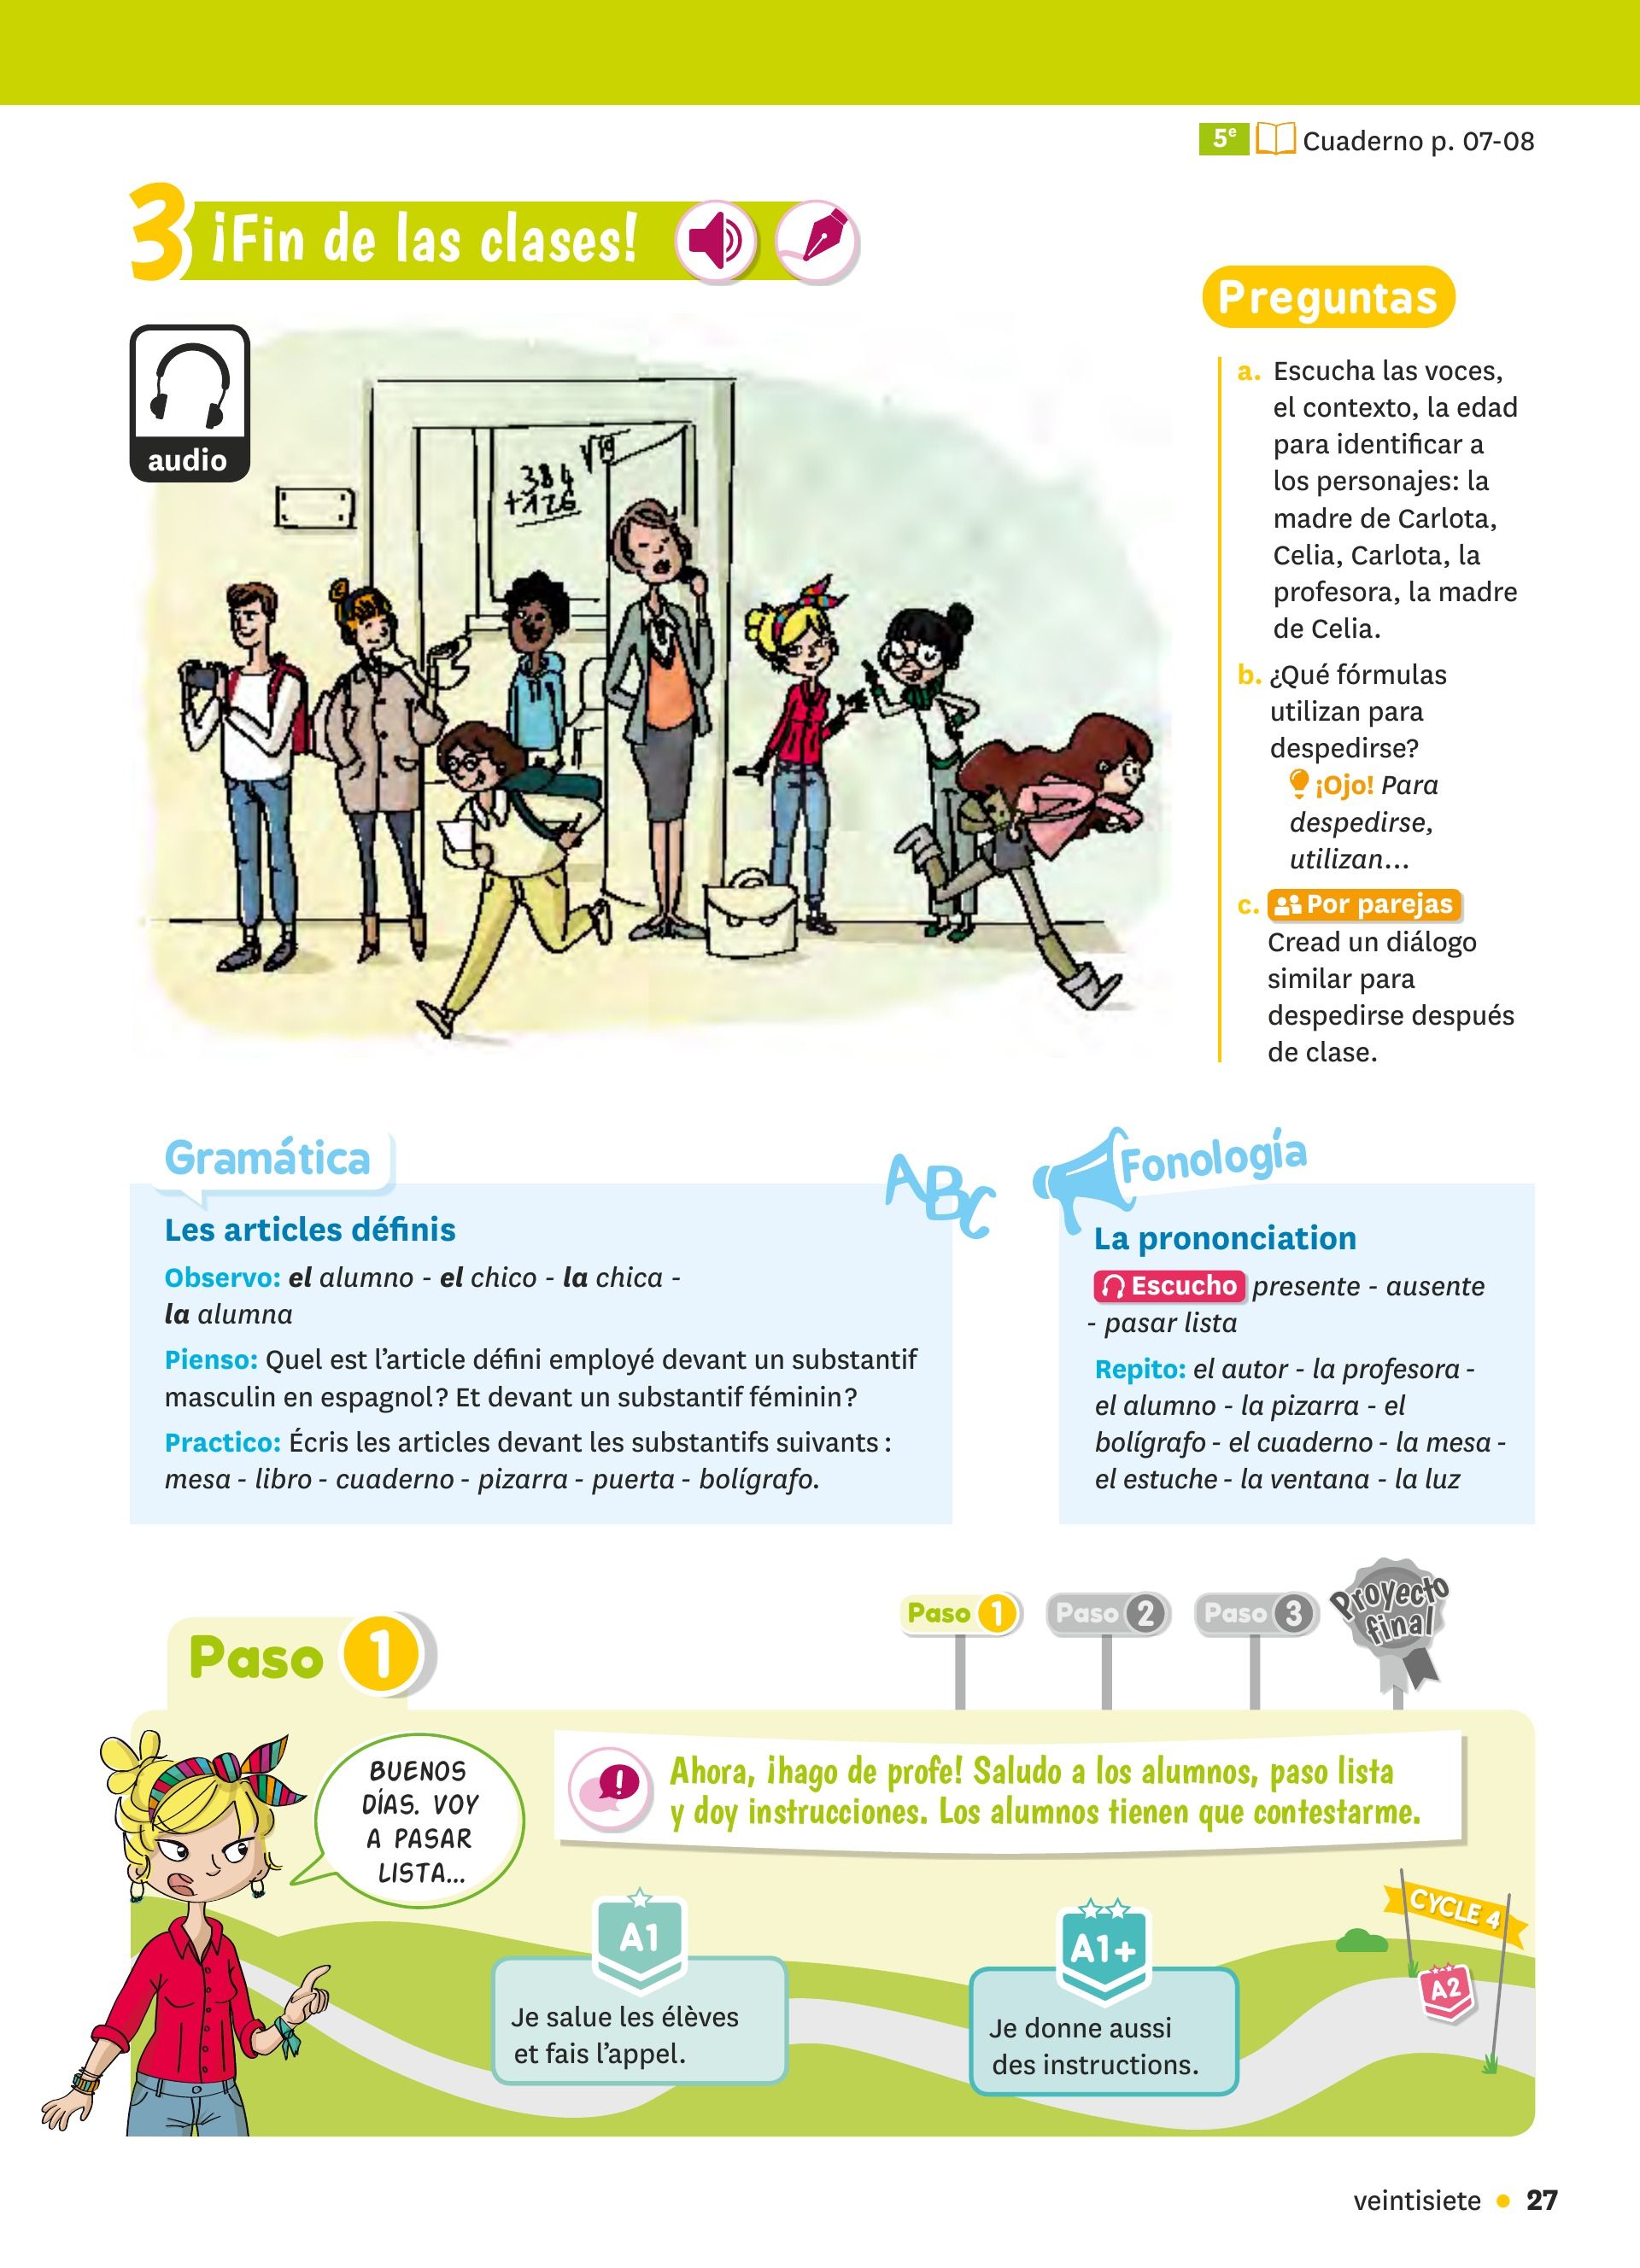 5e Cuaderno p. 07-08
3 ¡Fin de las clases!
audio
384
+126
√19
Preguntas
a. Escucha las voces,
el contexto, la edad
para identificar a
los personajes: la
madre de Carlota,
Celia, Carlota, la
profesora, la madre
de Celia.
b. ¿Qué fórmulas
utilizan para
despedirse?
¡Ojo! Para
despedirse,
utilizan...
c. Por parejas
Cread un diálogo
similar para
despedirse después
de clase.
Gramática
ABC
Les articles définis
Observo: el alumno - el chico - la chica -
la alumna
Pienso: Quel est l’article défini employé devant un substantif
masculin en espagnol? Et devant un substantif féminin?
Practico: Écris les articles devant les substantifs suivants :
mesa - libro - cuaderno - pizarra - puerta - bolígrafo.
Fonología
La prononciation
Escucho presente - ausente
- pasar lista
Repito: el autor - la profesora -
el alumno - la pizarra - el
bolígrafo - el cuaderno - la mesa -
el estuche - la ventana - la luz
Paso 1
Paso 2
Paso 3
Proyecto
final
Paso 1
BUENOS
DÍAS. VOY
A PASAR
LISTA...
Ahora, ¡hago de profe! Saludo a los alumnos, paso lista
y doy instrucciones. Los alumnos tienen que contestarme.
A1
Je salue les élèves
et fais l’appel.
A1+
Je donne aussi
des instructions.
CYCLE 4
A2
veintisiete • 27